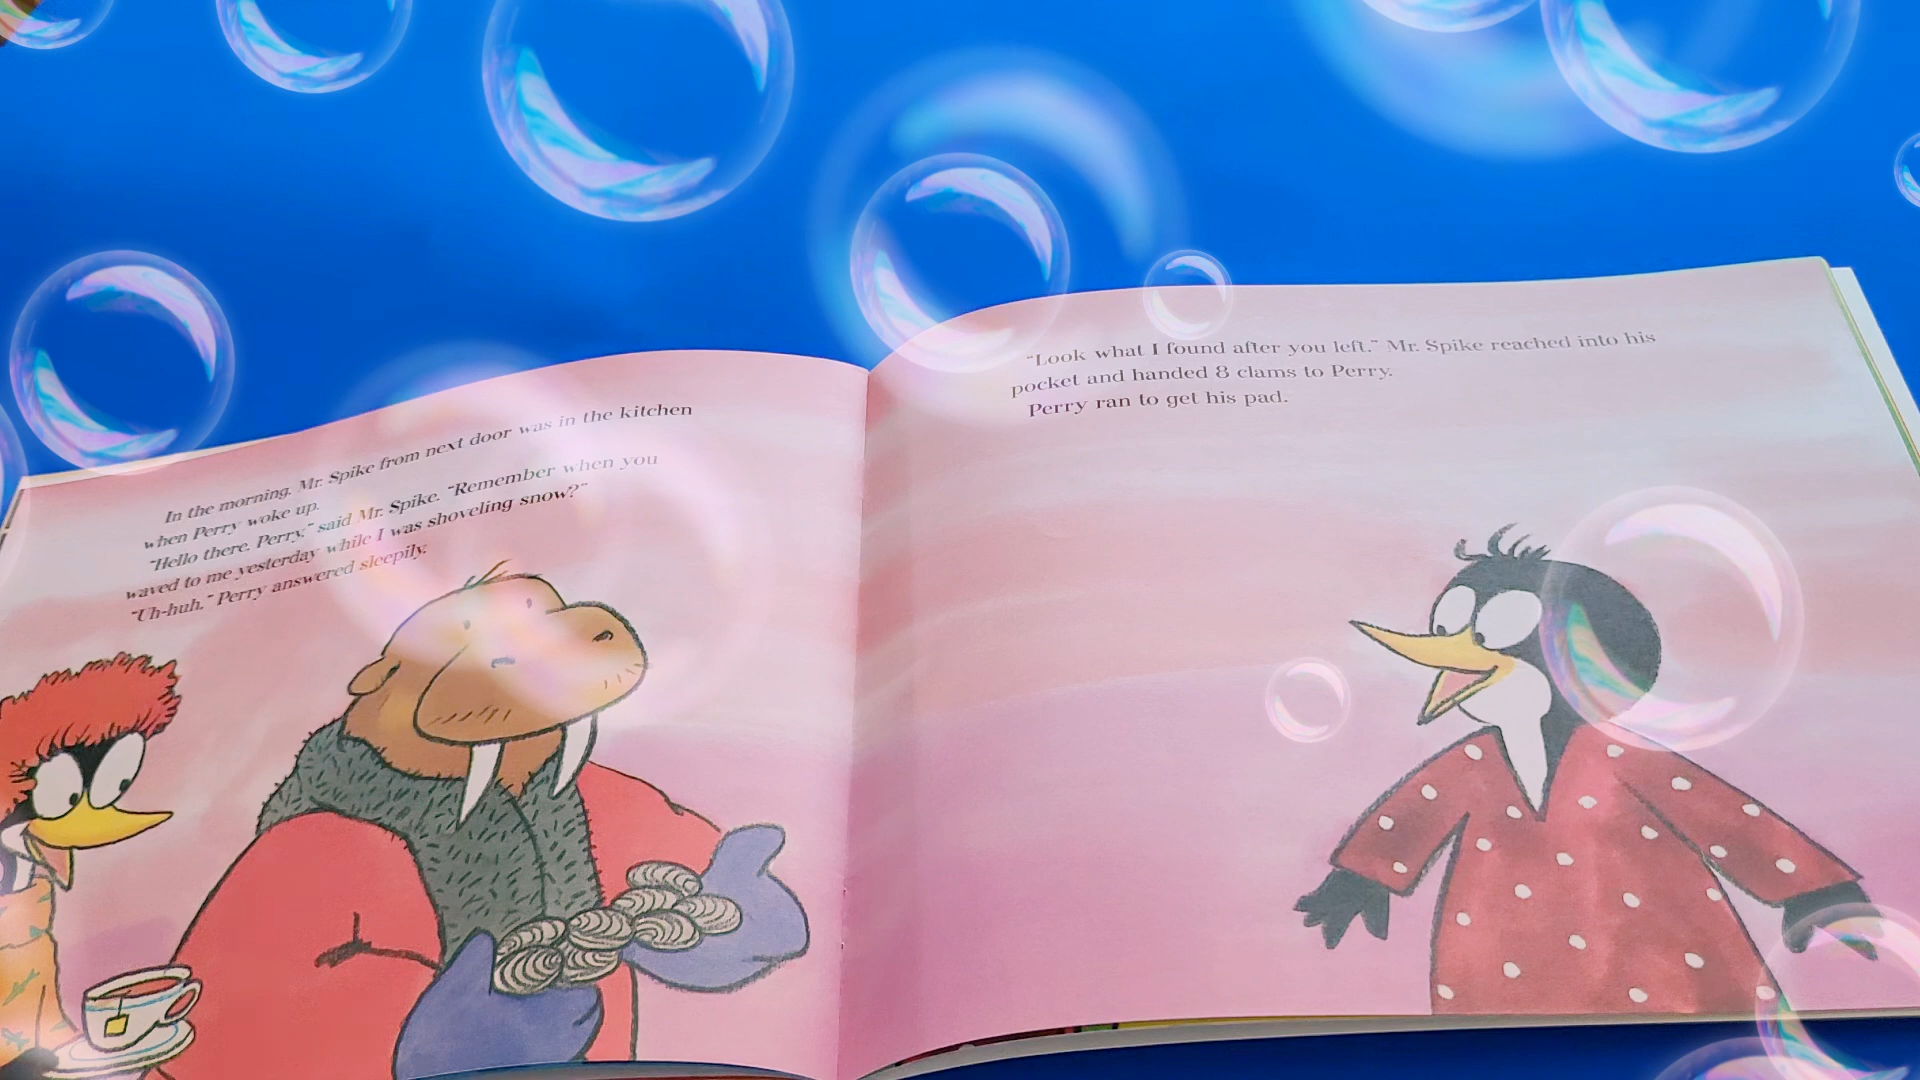 In the morning, Mr. Spike from next door was in the kitchen
when Perry woke up.
"Hello there, Perry," said Mr. Spike. "Remember when you
waved to me yesterday while I was shoveling snow?"
"Uh-huh," Perry answered sleepily.
"Look what I found after you left." Mr. Spike reached into his
pocket and handed 8 clams to Perry.
Perry ran to get his pad.